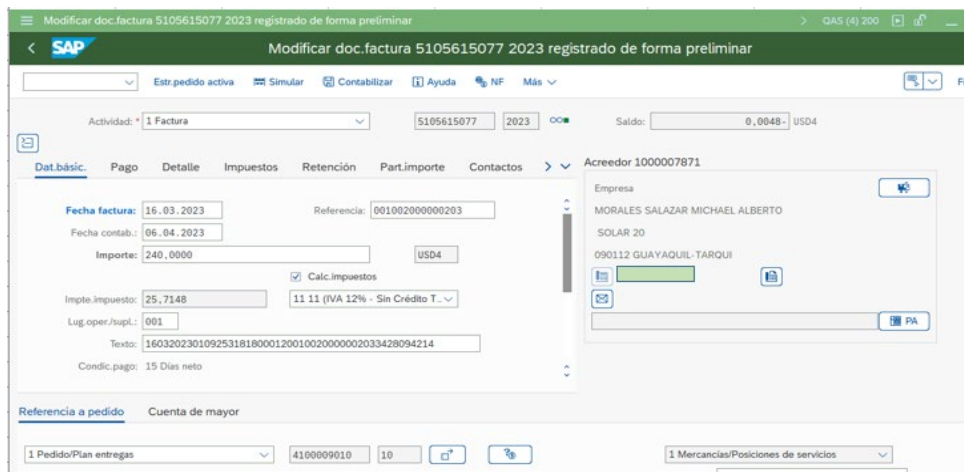 Modificar doc.factura 5105615077 2023 registrado de forma preliminar QAS (4) 200
SAP Modificar doc.factura 5105615077 2023 registrado de forma preliminar
Estr.pedido activa Simular Contabilizar Ayuda NF Más
Actividad: * 1 Factura 5105615077 2023 Saldo: 0,0048- USD4
Dat.básic. Pago Detalle Impuestos Retención Part.importe Contactos
Fecha factura: 16.03.2023 Referencia: 001002000000203
Fecha contab.: 06.04.2023
Importe: 240,0000 USD4
Calc.impuestos
Impte.impuesto: 25,7148 11 11 (IVA 12% - Sin Crédito T..
Lug.oper./supl.: 001
Texto: 1603202301092531818000120010020000002033428094214
Condic.pago: 15 Días neto
Acreedor 1000007871
Empresa
MORALES SALAZAR MICHAEL ALBERTO
SOLAR 20
090112 GUAYAQUIL-TARQUI
PA
Referencia a pedido Cuenta de mayor
1 Pedido/Plan entregas 4100009010 10 1 Mercancías/Posiciones de servicios